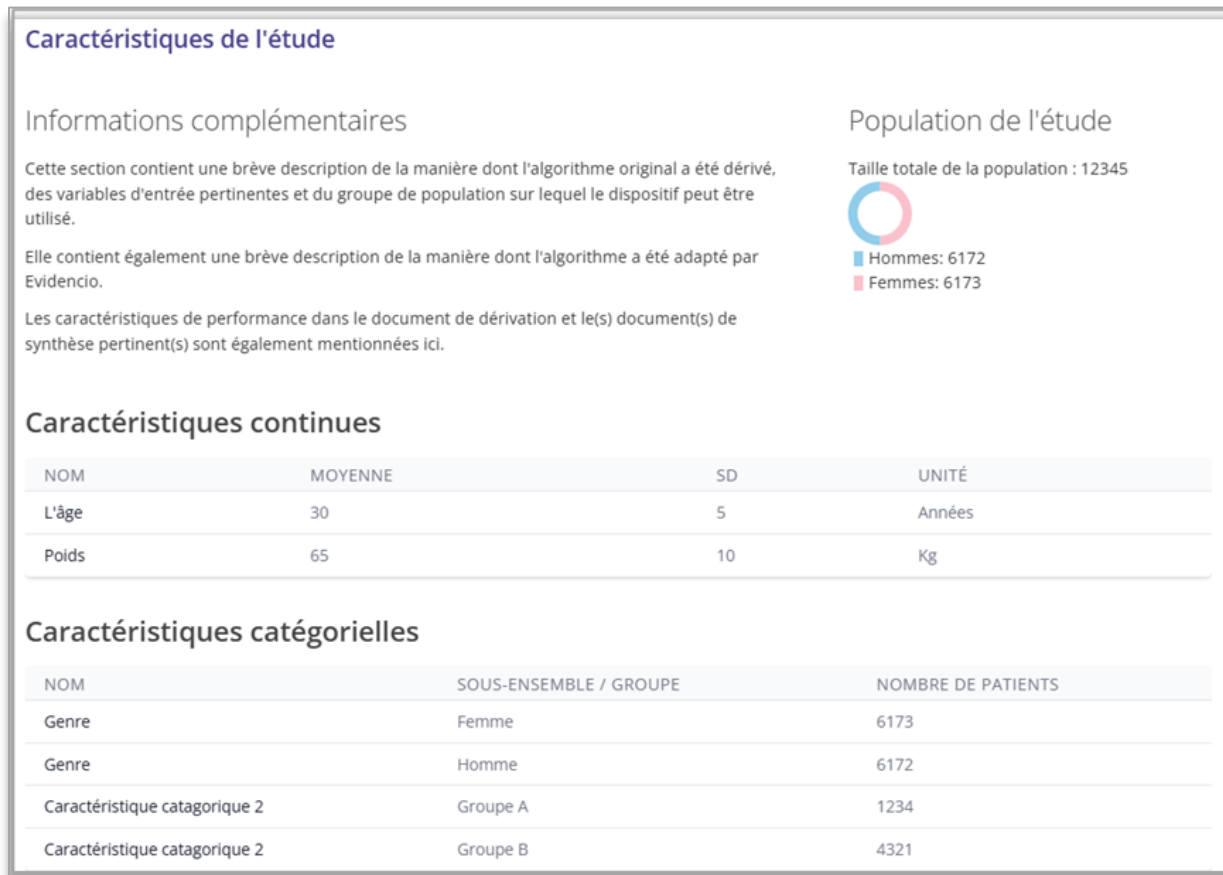 Caractéristiques de l'étude
Informations complémentaires
Cette section contient une brève description de la manière dont l'algorithme original a été dérivé,
des variables d'entrée pertinentes et du groupe de population sur lequel le dispositif peut être
utilisé.
Elle contient également une brève description de la manière dont l'algorithme a été adapté par
Evidencio.
Les caractéristiques de performance dans le document de dérivation et le(s) document(s) de
synthèse pertinent(s) sont également mentionnées ici.
Population de l'étude
Taille totale de la population : 12345
Hommes: 6172
Femmes: 6173
Caractéristiques continues
NOM MOYENNE SD UNITÉ
L'âge 30 5 Années
Poids 65 10 Kg
Caractéristiques catégorielles
NOM SOUS-ENSEMBLE / GROUPE NOMBRE DE PATIENTS
Genre Femme 6173
Genre Homme 6172
Caractéristique catagorique 2 Groupe A 1234
Caractéristique catagorique 2 Groupe B 4321